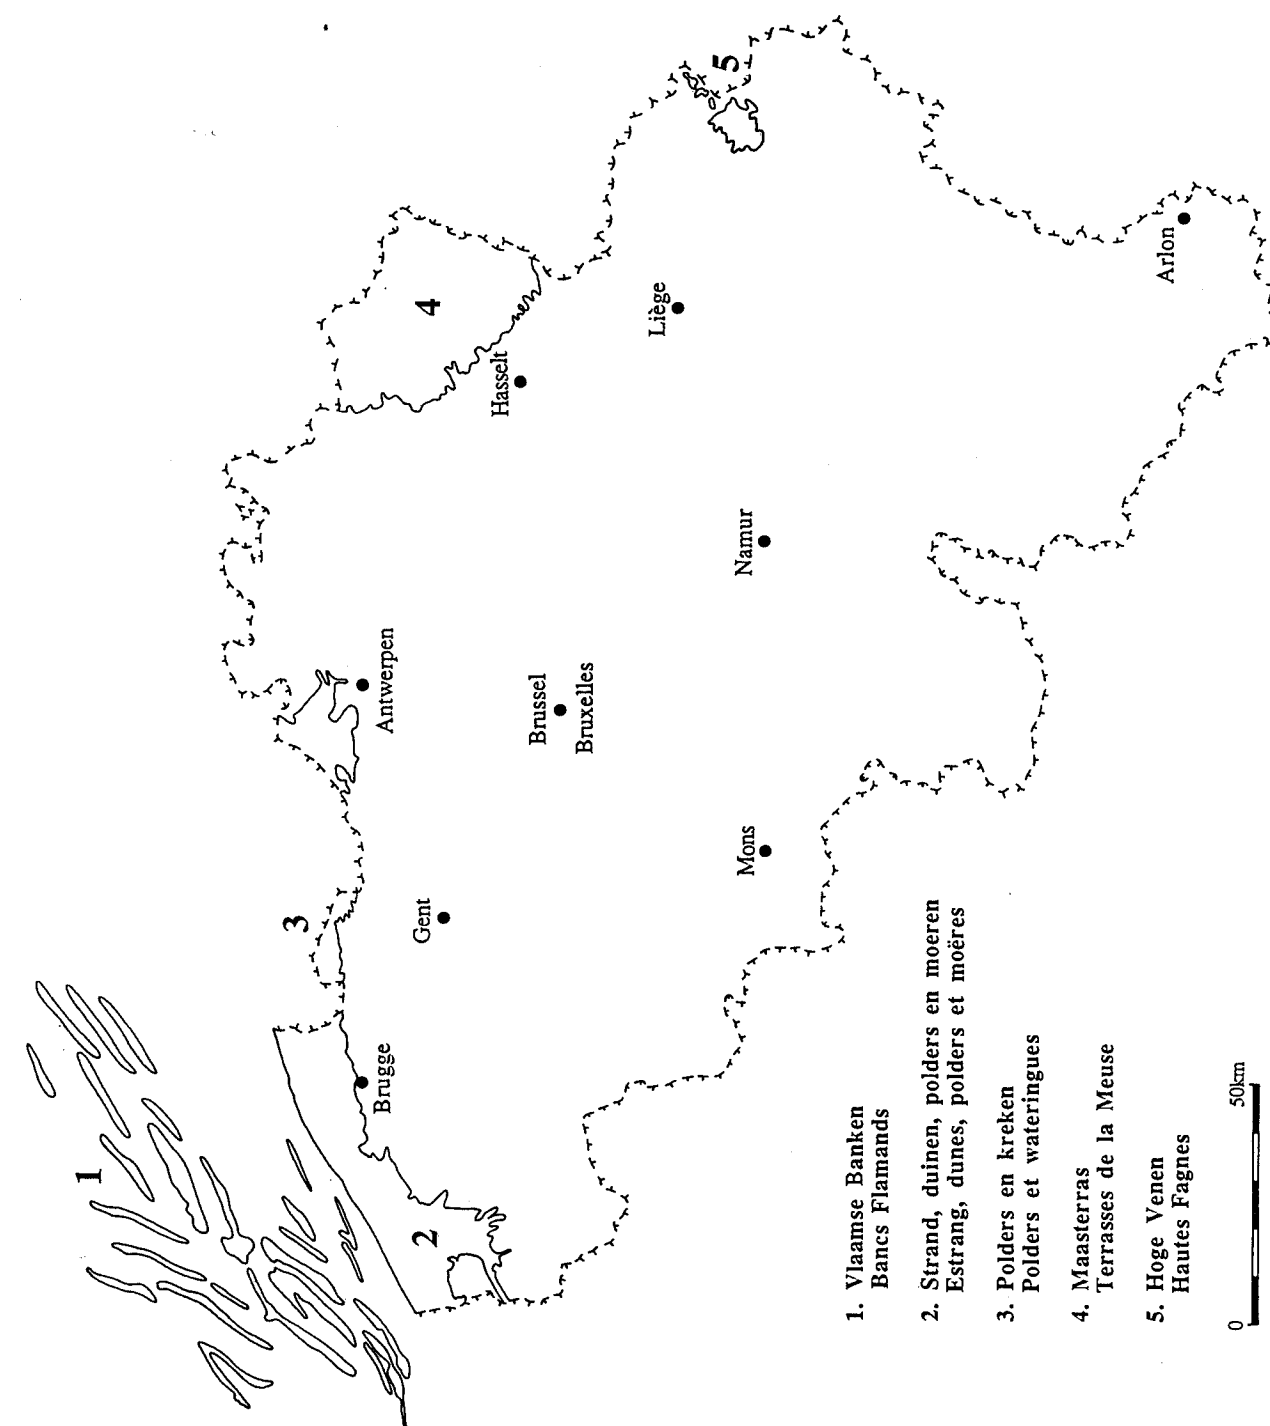 1
2
3
4
5
Brugge
Gent
Antwerpen
Hasselt
Brussel
Bruxelles
Liège
Mons
Namur
Arlon
1. Vlaamse Banken
Bancs Flamands
2. Strand, duinen, polders en moeren
Estrang, dunes, polders et moëres
3. Polders en kreken
Polders et wateringues
4. Maasterras
Terrasses de la Meuse
5. Hoge Venen
Hautes Fagnes
0 50km